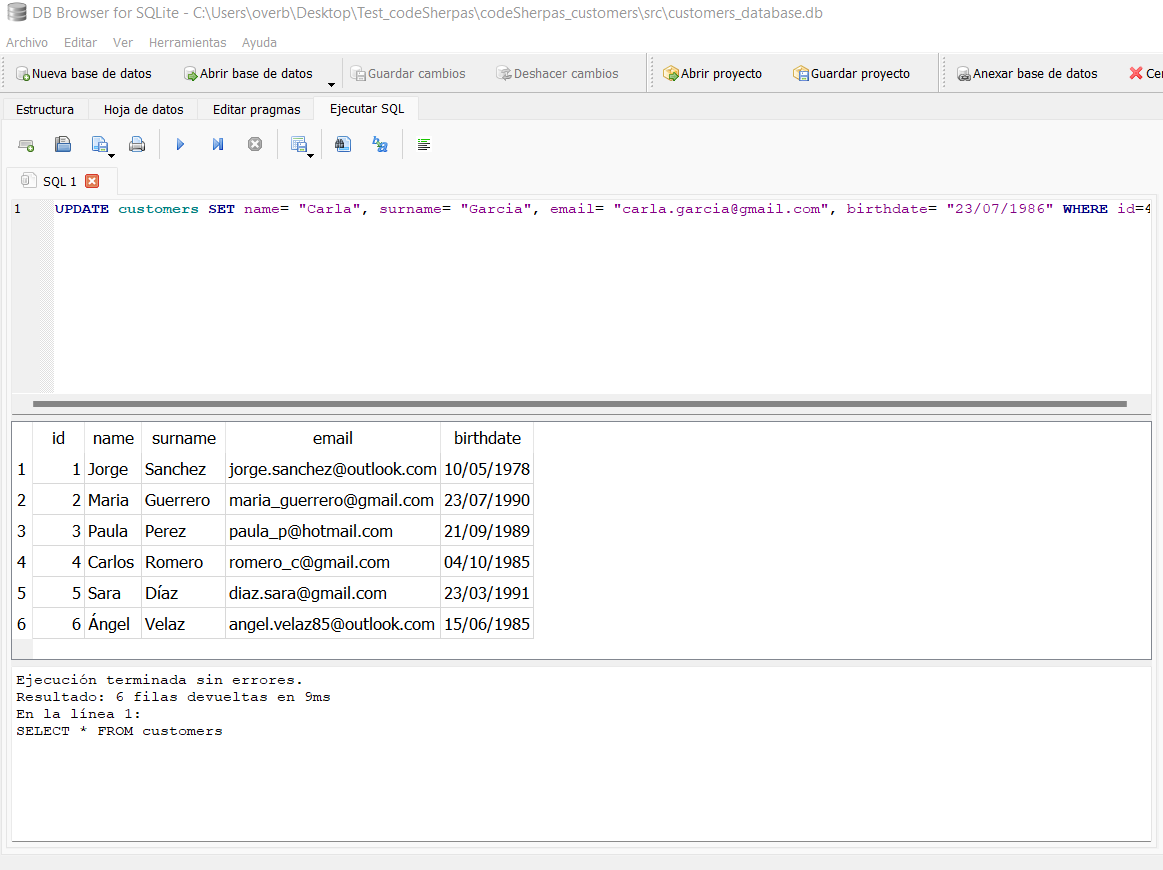 DB Browser for SQLite - C:\Users\overb\Desktop\Test_codeSherpas\codeSherpas_customers\src\customers_database.db
Archivo Editar Ver Herramientas Ayuda
Nueva base de datos Abrir base de datos Guardar cambios Deshacer cambios Abrir proyecto Guardar proyecto Anexar base de datos Cer
Estructura Hoja de datos Editar pragmas Ejecutar SQL
SQL 1
1 UPDATE customers SET name= "Carla", surname= "Garcia", email= "carla.garcia@gmail.com", birthdate= "23/07/1986" WHERE id=4
id name surname email birthdate
1 1 Jorge Sanchez jorge.sanchez@outlook.com 10/05/1978
2 2 Maria Guerrero maria_guerrero@gmail.com 23/07/1990
3 3 Paula Perez paula_p@hotmail.com 21/09/1989
4 4 Carlos Romero romero_c@gmail.com 04/10/1985
5 5 Sara Díaz diaz.sara@gmail.com 23/03/1991
6 6 Ángel Velaz angel.velaz85@outlook.com 15/06/1985
Ejecución terminada sin errores.
Resultado: 6 filas devueltas en 9ms
En la línea 1:
SELECT * FROM customers